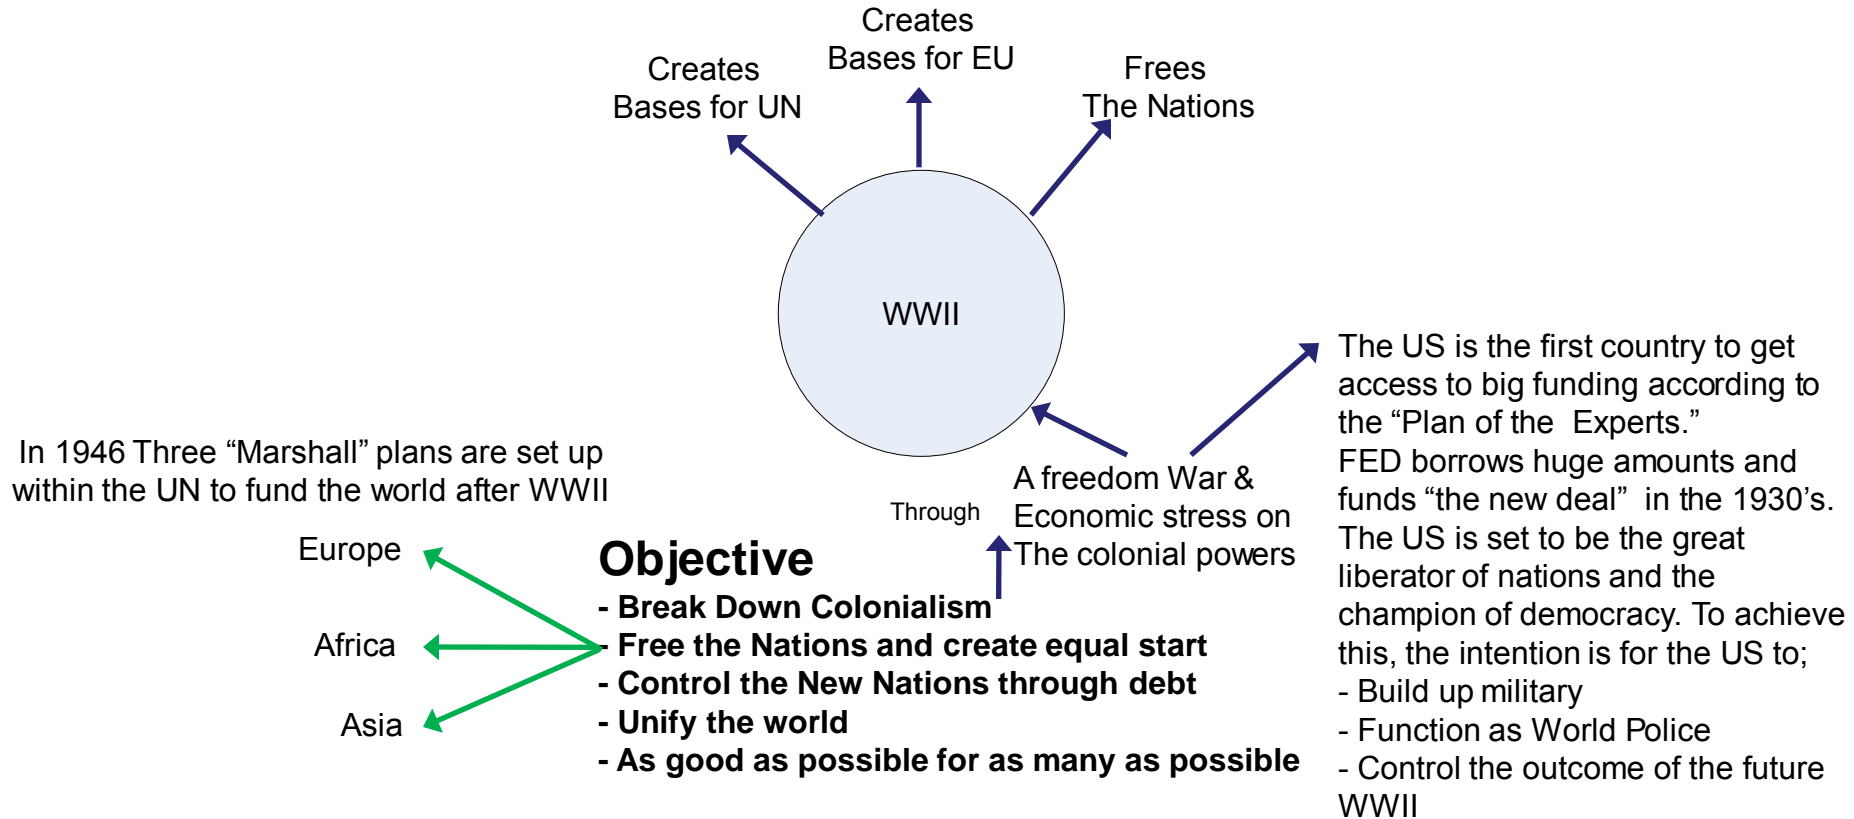 Creates
Bases for EU
Creates
Bases for UN
Frees
The Nations
WWII
In 1946 Three “Marshall” plans are set up
within the UN to fund the world after WWII
Europe
Africa
Asia
Through
A freedom War &
Economic stress on
The colonial powers
Objective
- Break Down Colonialism
- Free the Nations and create equal start
- Control the New Nations through debt
- Unify the world
- As good as possible for as many as possible
The US is the first country to get
access to big funding according to
the “Plan of the Experts.”
FED borrows huge amounts and
funds “the new deal” in the 1930’s.
The US is set to be the great
liberator of nations and the
champion of democracy. To achieve
this, the intention is for the US to;
- Build up military
- Function as World Police
- Control the outcome of the future
WWII